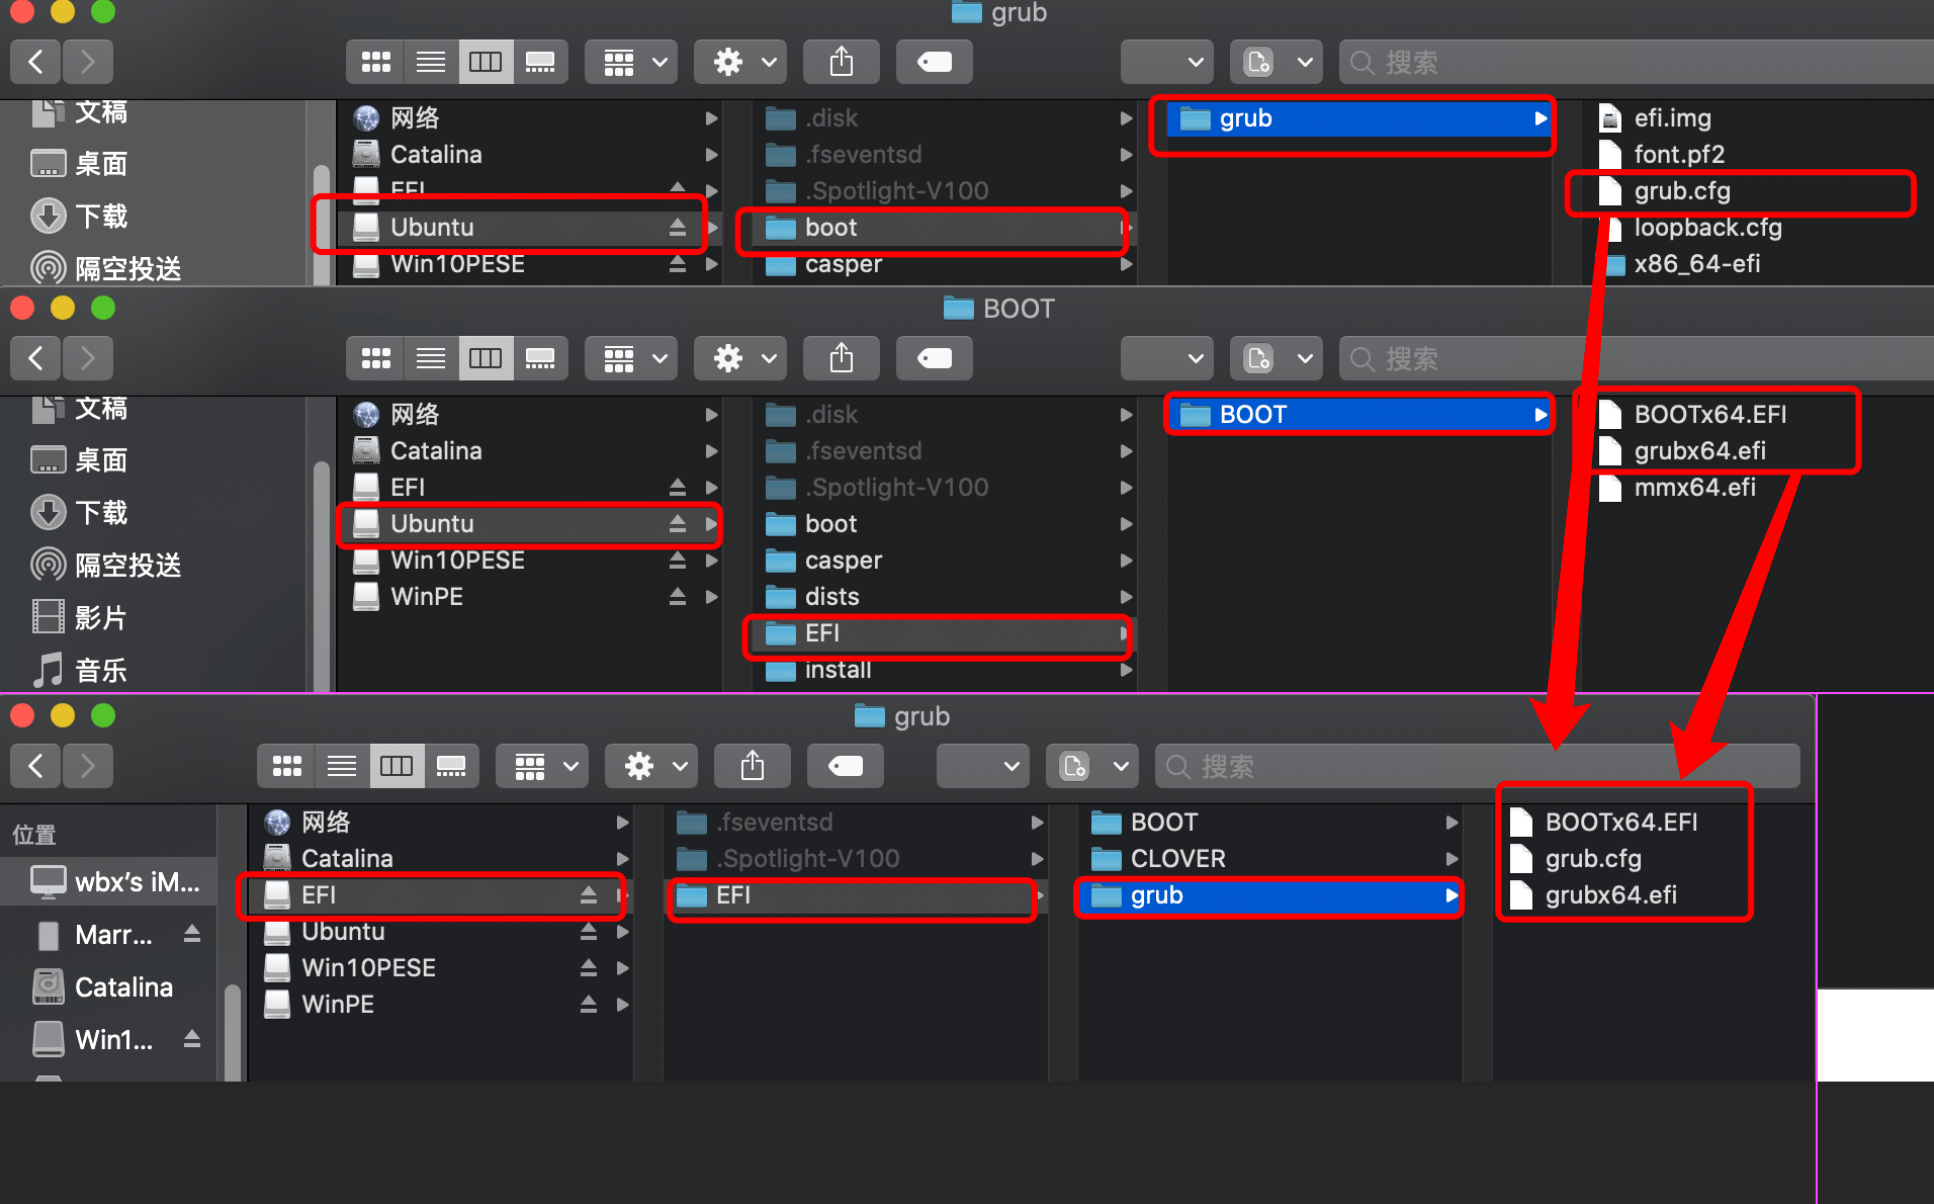 grub
搜索
文稿
桌面
下载
隔空投送
网络
Catalina
EFI
Ubuntu
Win10PESE
.disk
.fseventsd
.Spotlight-V100
boot
casper
grub
efi.img
font.pf2
grub.cfg
loopback.cfg
x86_64-efi
BOOT
搜索
文稿
桌面
下载
隔空投送
影片
音乐
网络
Catalina
EFI
Ubuntu
Win10PESE
WinPE
.disk
.fseventsd
.Spotlight-V100
boot
casper
dists
EFI
install
BOOT
BOOTx64.EFI
grubx64.efi
mmx64.efi
grub
搜索
位置
wbx’s iM...
Marr...
Catalina
Win1...
网络
Catalina
EFI
Ubuntu
Win10PESE
WinPE
.fseventsd
.Spotlight-V100
EFI
BOOT
CLOVER
grub
BOOTx64.EFI
grub.cfg
grubx64.efi